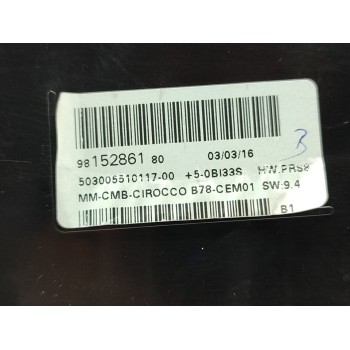 98152861 80 03/03/16
503005510117-00 +5-0BI33S HW:PRS8
MM-CMB-CIROCCO B78-CEM01 SW:9.4
B1
B